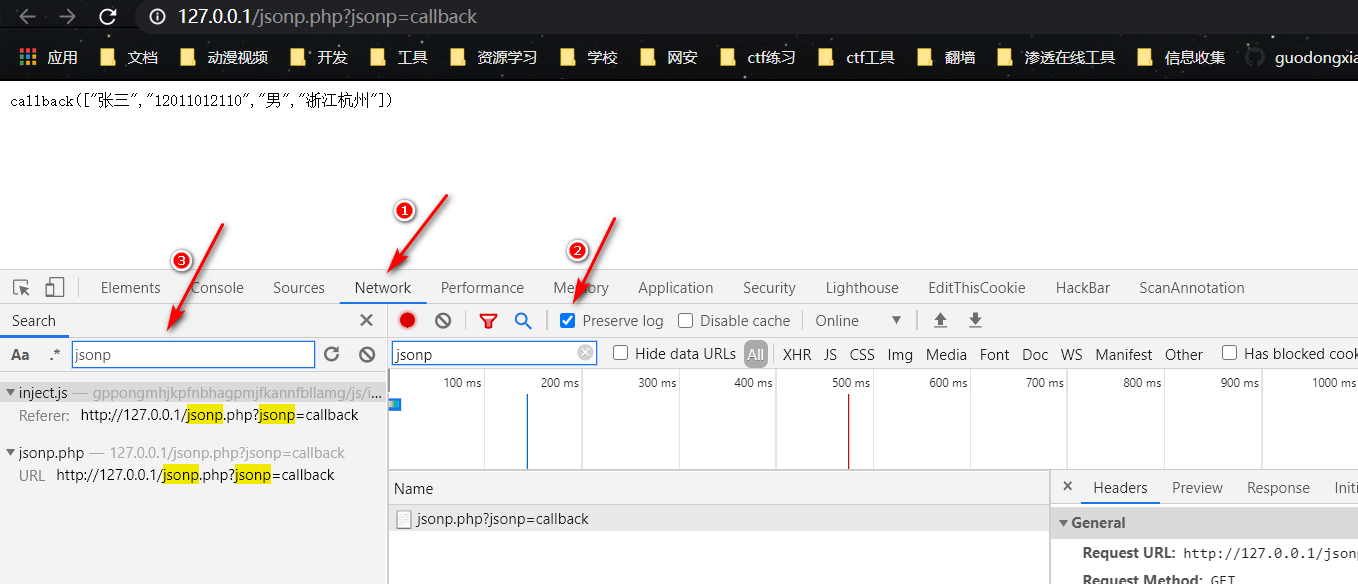 127.0.0.1/jsonp.php?jsonp=callback
应用 文档 动漫视频 开发 工具 资源学习 学校 网安 ctf练习 ctf工具 翻墙 渗透在线工具 信息收集 guodongxia
callback(["张三","12011012110","男","浙江杭州"])
1
2
3
Elements Console Sources Network Performance Memory Application Security Lighthouse EditThisCookie HackBar ScanAnnotation
Search Preserve log Disable cache Online
Aa .* jsonp jsonp Hide data URLs All XHR JS CSS Img Media Font Doc WS Manifest Other Has blocked cook
100 ms 200 ms 300 ms 400 ms 500 ms 600 ms 700 ms 800 ms 900 ms 1000 ms
inject.js — gppongmhjkpfnbhagpmjfkannfbllamg/js/i...
Referer: http://127.0.0.1/jsonp.php?jsonp=callback
jsonp.php — 127.0.0.1/jsonp.php?jsonp=callback
URL http://127.0.0.1/jsonp.php?jsonp=callback
Name
jsonp.php?jsonp=callback
Headers Preview Response Initi
General
Request URL: http://127.0.0.1/jsonp
Request Method: GET